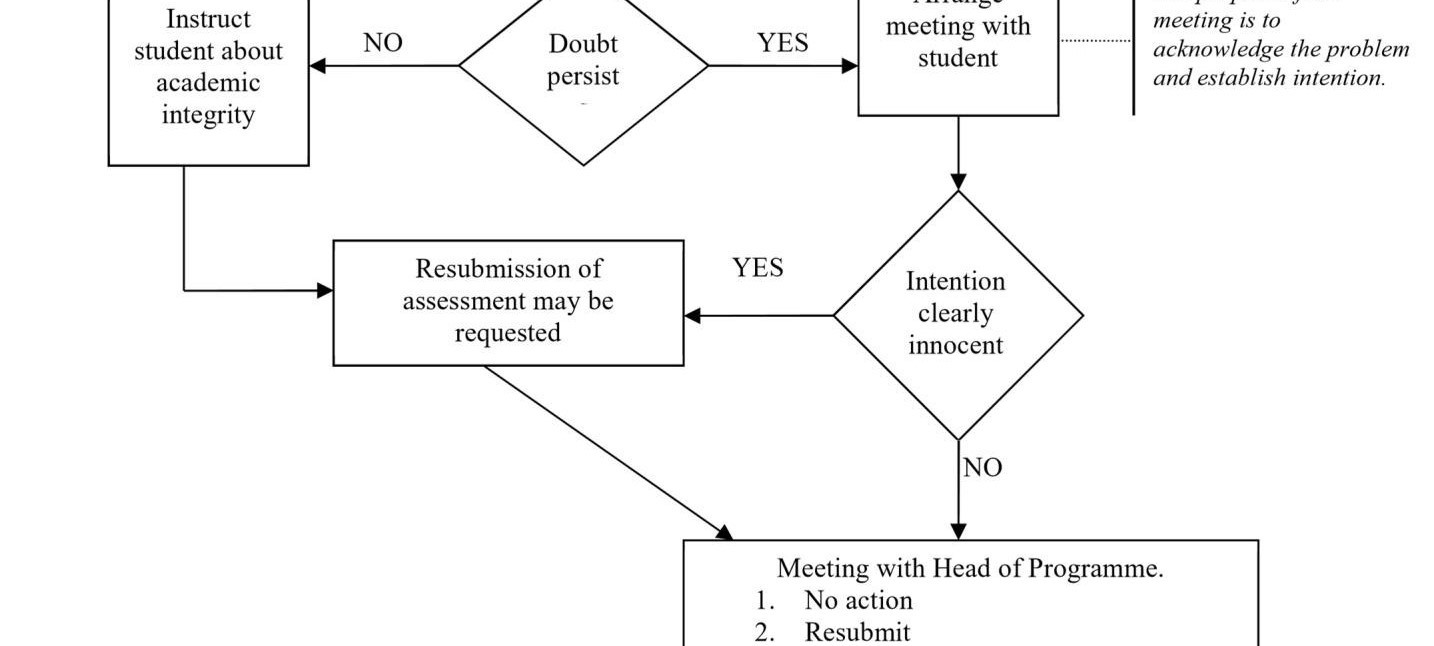 Instruct
student about
academic
integrity
NO
Doubt
persist
YES
Arrange
meeting with
student
meeting is to
acknowledge the problem
and establish intention.
Resubmission of
assessment may be
requested
YES
Intention
clearly
innocent
NO
Meeting with Head of Programme.
1. No action
2. Resubmit